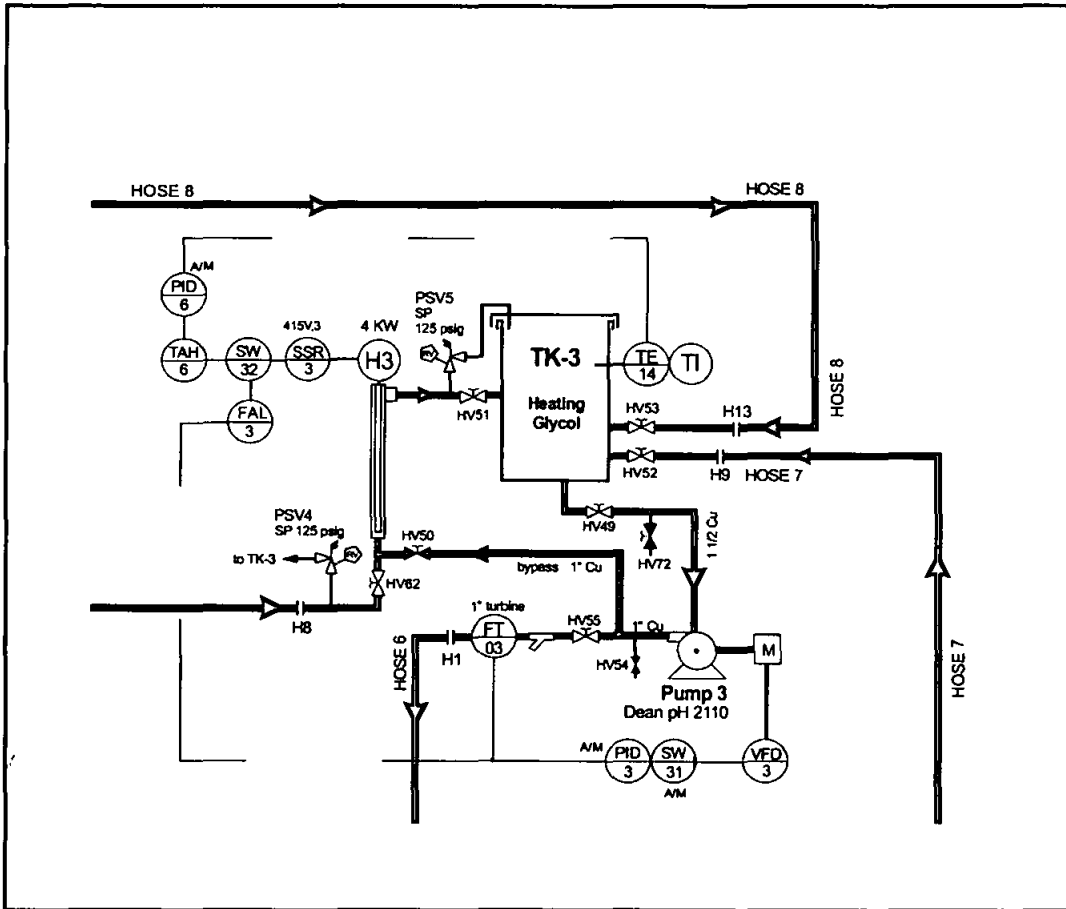 HOSE 8
HOSE 8
A/M
PID
6
PSV5
SP
125 psig
RV
415V,3
4 KW
TAH
6
SW
32
SSR
3
H3
TK-3
Heating
Glycol
TE
14
TI
HOSE 8
FAL
3
HV51
HV53
H13
HV52
H9
HOSE 7
PSV4
SP 125 psig
RV
to TK-3
HV50
HV49
HV72
1 1/2 Cu
bypass 1" Cu
HV62
H8
1" turbine
FT
03
HV55
1" Cu
H1
HV54
M
HOSE 6
HOSE 7
Pump 3
Dean pH 2110
A/M
PID
3
SW
31
VFD
3
A/M